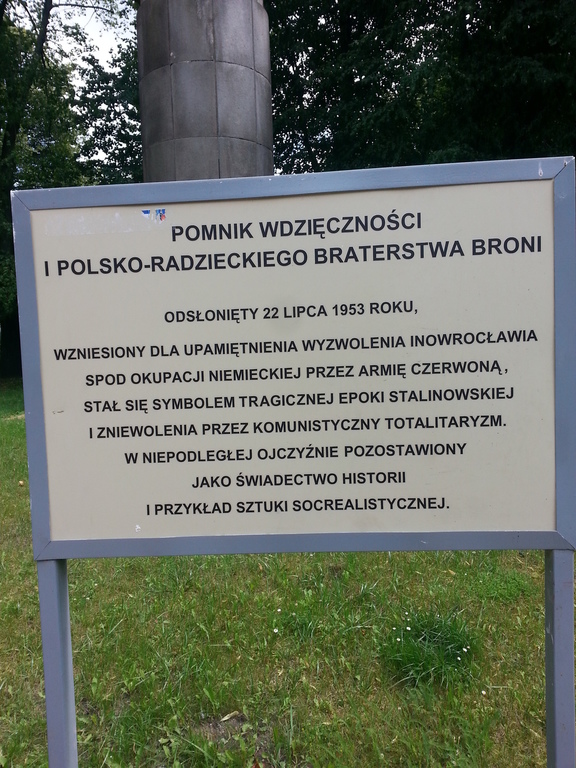 POMNIK WDZIĘCZNOŚCI
I POLSKO-RADZIECKIEGO BRATERSTWA BRONI
ODSŁONIĘTY 22 LIPCA 1953 ROKU,
WZNIESIONY DLA UPAMIĘTNIENIA WYZWOLENIA INOWROCŁAWIA
SPOD OKUPACJI NIEMIECKIEJ PRZEZ ARMIĘ CZERWONĄ,
STAŁ SIĘ SYMBOLEM TRAGICZNEJ EPOKI STALINOWSKIEJ
I ZNIEWOLENIA PRZEZ KOMUNISTYCZNY TOTALITARYZM.
W NIEPODLEGŁEJ OJCZYŹNIE POZOSTAWIONY
JAKO ŚWIADECTWO HISTORII
I PRZYKŁAD SZTUKI SOCREALISTYCZNEJ.